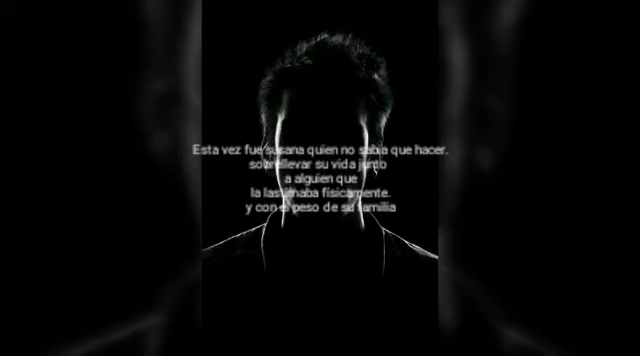 Esta vez fue susana quien no sabia que hacer.
sobrellevar su vida junto
a alguien que
la lastimaba físicamente.
y con el peso de su familia